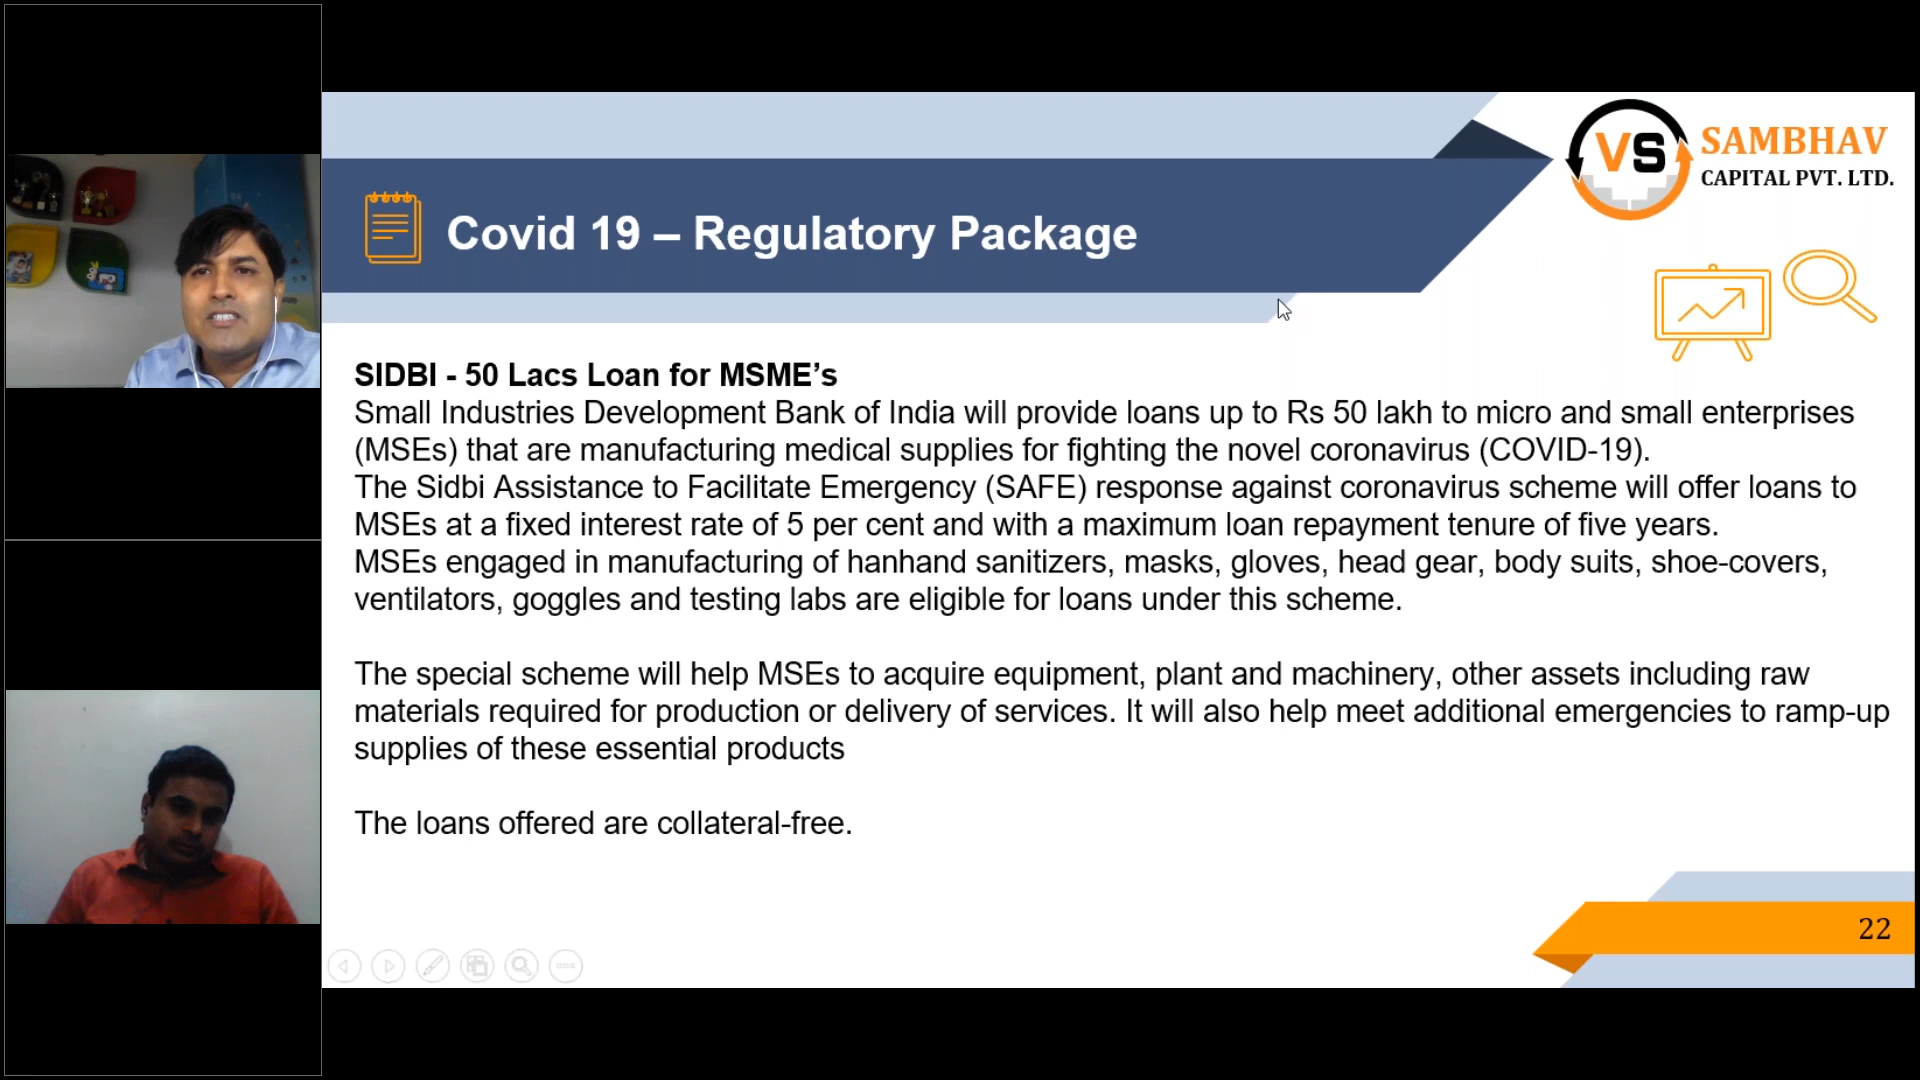 VS
SAMBHAV
CAPITAL PVT. LTD.
Covid 19 – Regulatory Package
SIDBI - 50 Lacs Loan for MSME’s
Small Industries Development Bank of India will provide loans up to Rs 50 lakh to micro and small enterprises
(MSEs) that are manufacturing medical supplies for fighting the novel coronavirus (COVID-19).
The Sidbi Assistance to Facilitate Emergency (SAFE) response against coronavirus scheme will offer loans to
MSEs at a fixed interest rate of 5 per cent and with a maximum loan repayment tenure of five years.
MSEs engaged in manufacturing of hanhand sanitizers, masks, gloves, head gear, body suits, shoe-covers,
ventilators, goggles and testing labs are eligible for loans under this scheme.
The special scheme will help MSEs to acquire equipment, plant and machinery, other assets including raw
materials required for production or delivery of services. It will also help meet additional emergencies to ramp-up
supplies of these essential products
The loans offered are collateral-free.
22